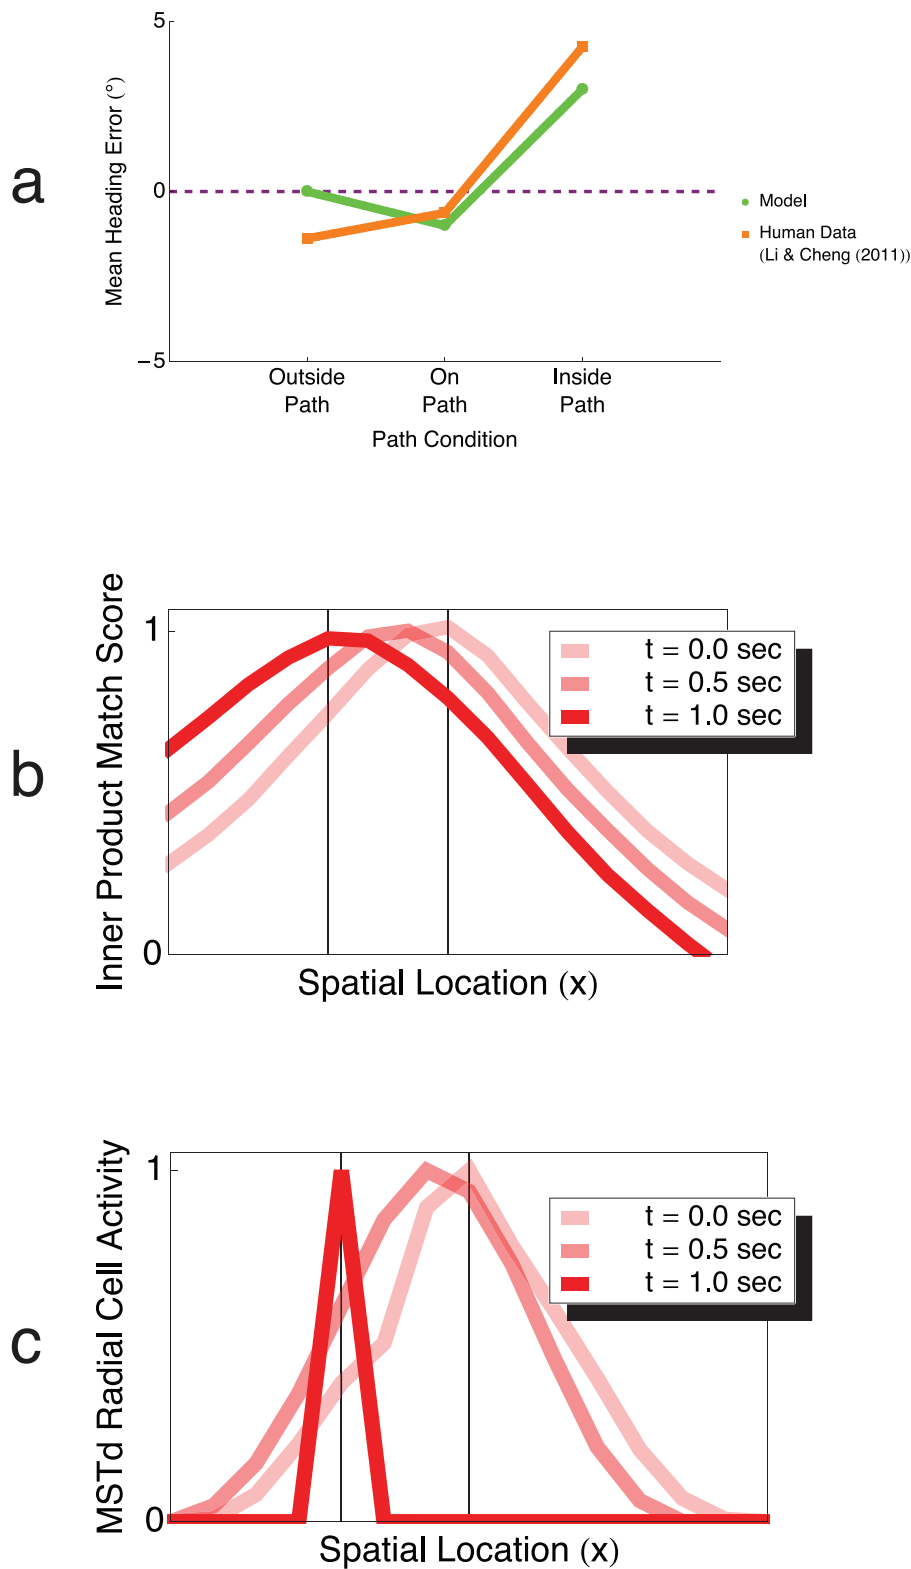 a
Mean Heading Error (°)
5
0
−5
Outside
Path
On
Path
Inside
Path
Path Condition
Model
Human Data
(Li & Cheng (2011))
b
Inner Product Match Score
1
0
t = 0.0 sec
t = 0.5 sec
t = 1.0 sec
Spatial Location (x)
c
MSTd Radial Cell Activity
1
0
t = 0.0 sec
t = 0.5 sec
t = 1.0 sec
Spatial Location (x)